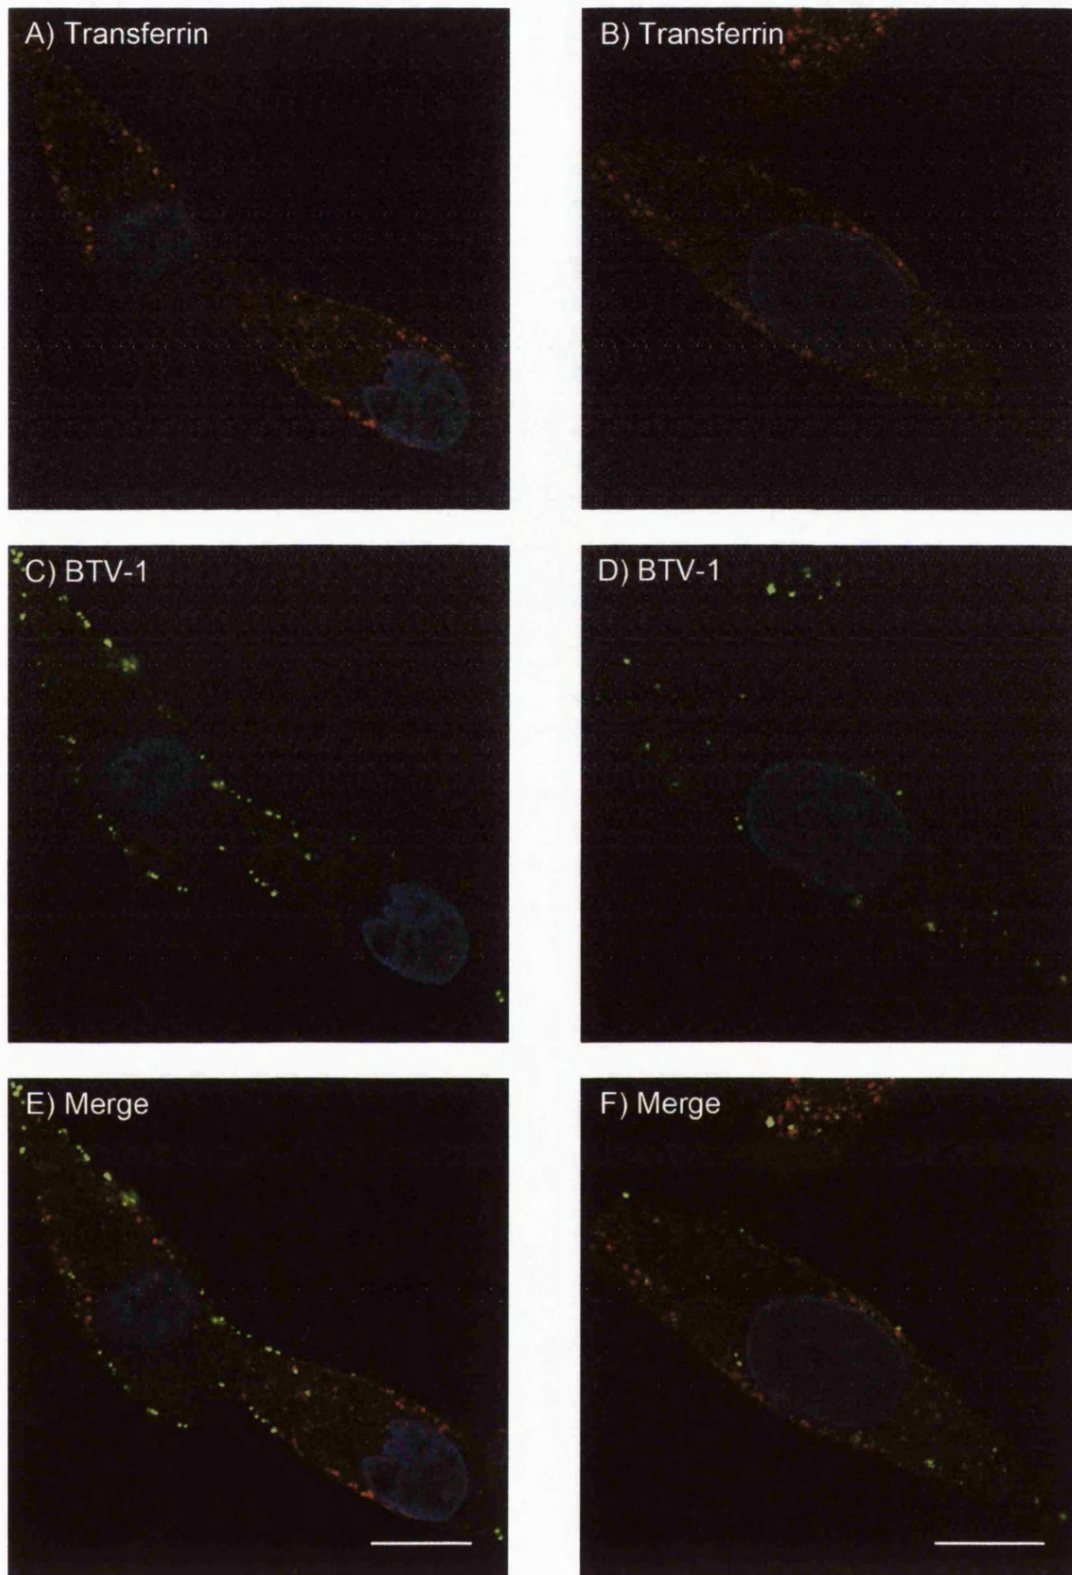 A) Transferrin
B) Transferrin
C) BTV-1
D) BTV-1
E) Merge
F) Merge